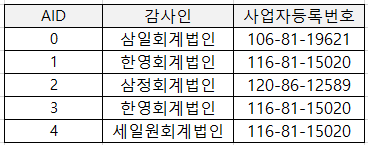 AID 감사인 사업자등록번호
0 삼일회계법인 106-81-19621
1 한영회계법인 116-81-15020
2 삼정회계법인 120-86-12589
3 한영회계법인 116-81-15020
4 세일원회계법인 116-81-15020